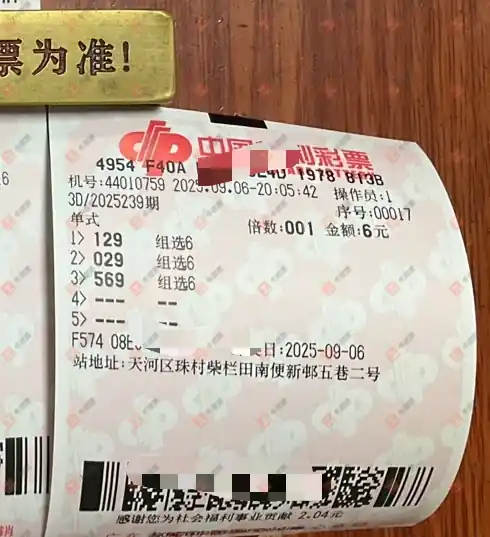 票为准!
中国 利彩票
4954 F40A 1978 813B
机号:44010759 2025.09.06-20:05:42 操作员:1
3D/2025239期 序号:00017
单式 倍数:001 金额:6元
1> 129 组选6
2> 029 组选6
3> 569 组选6
4> --- --
5> --- --
F574 08E 日:2025-09-06
站地址:天河区珠村柴栏田南便新邨五巷二号
感谢您为社会福利事业贡献 2.04元